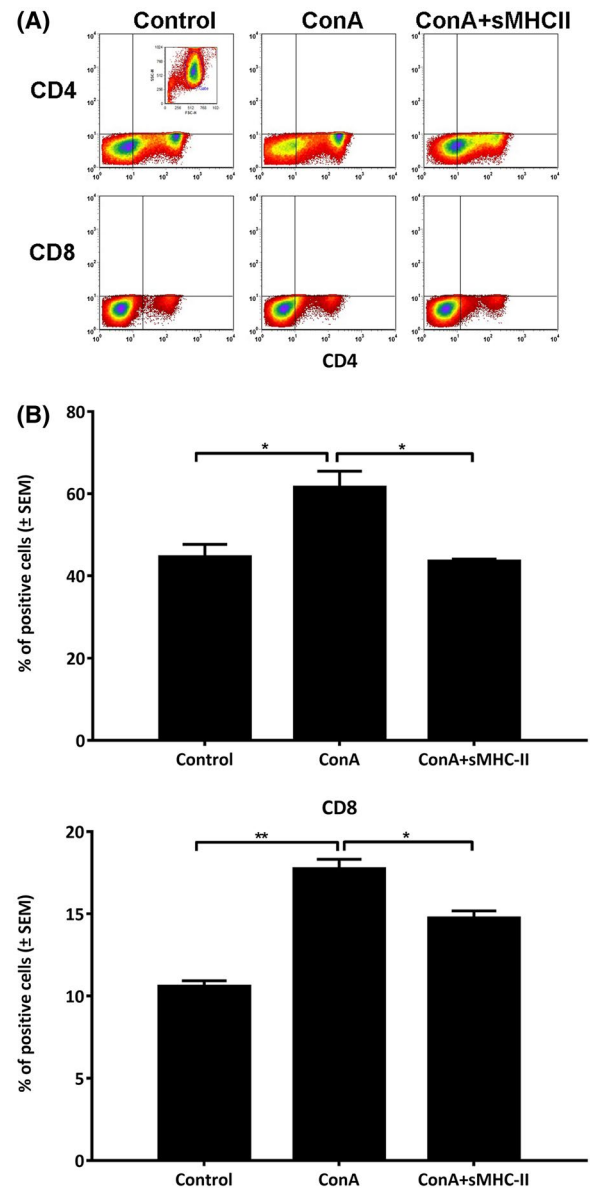 (A)
Control
ConA
ConA+sMHCII
CD4
CD8
CD4
(B)
% of positive cells (± SEM)
80
60
40
20
0
*
*
Control
ConA
ConA+sMHC-II
CD8
% of positive cells (± SEM)
20
15
10
5
0
**
*
Control
ConA
ConA+sMHC-II